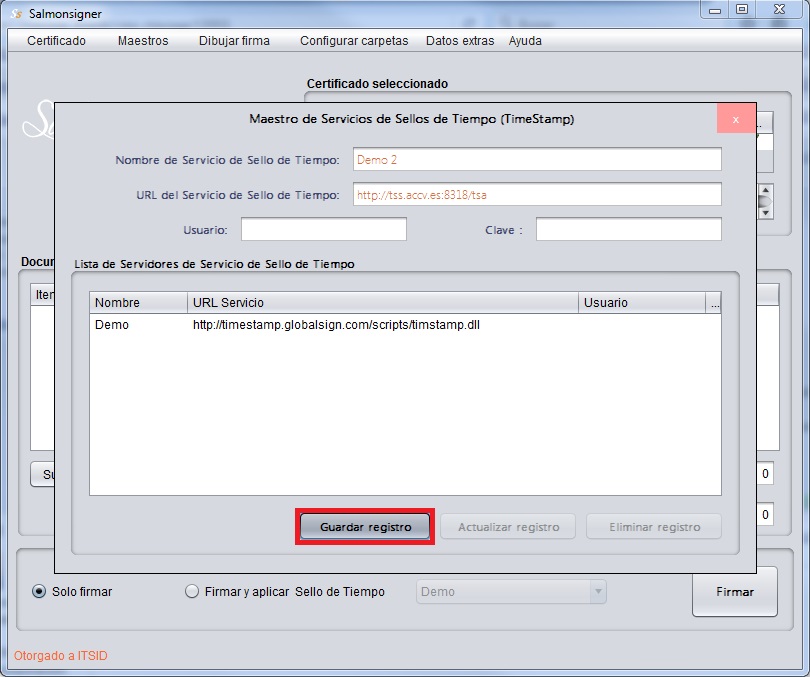 Salmonsigner
Certificado Maestros Dibujar firma Configurar carpetas Datos extras Ayuda
Certificado seleccionado
Maestro de Servicios de Sellos de Tiempo (TimeStamp) x
Nombre de Servicio de Sello de Tiempo: Demo 2
URL del Servicio de Sello de Tiempo: http://tss.accv.es:8318/tsa
Usuario: Clave :
Lista de Servidores de Servicio de Sello de Tiempo
Nombre URL Servicio Usuario ...
Demo http://timestamp.globalsign.com/scripts/timstamp.dll
0
Guardar registro Actualizar registro Eliminar registro
0
Solo firmar Firmar y aplicar Sello de Tiempo Demo Firmar
Otorgado a ITSID